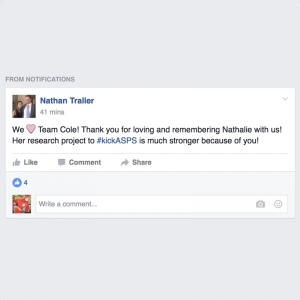 FROM NOTIFICATIONS
Nathan Traller
41 mins
We 💗 Team Cole! Thank you for loving and remembering Nathalie with us!
Her research project to #kickASPS is much stronger because of you!
Like Comment Share
4
Write a comment...